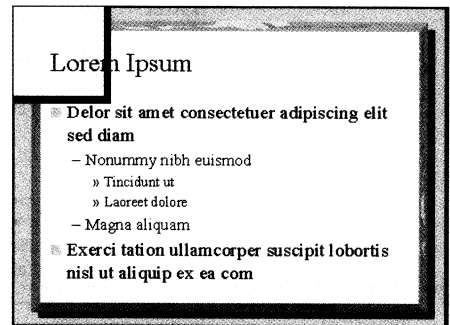 Lorem Ipsum
Delor sit amet consectetuer adipiscing elit
sed diam
– Nonummy nibh euismod
» Tincidunt ut
» Laoreet dolore
– Magna aliquam
Exerci tation ullamcorper suscipit lobortis
nisl ut aliquip ex ea com